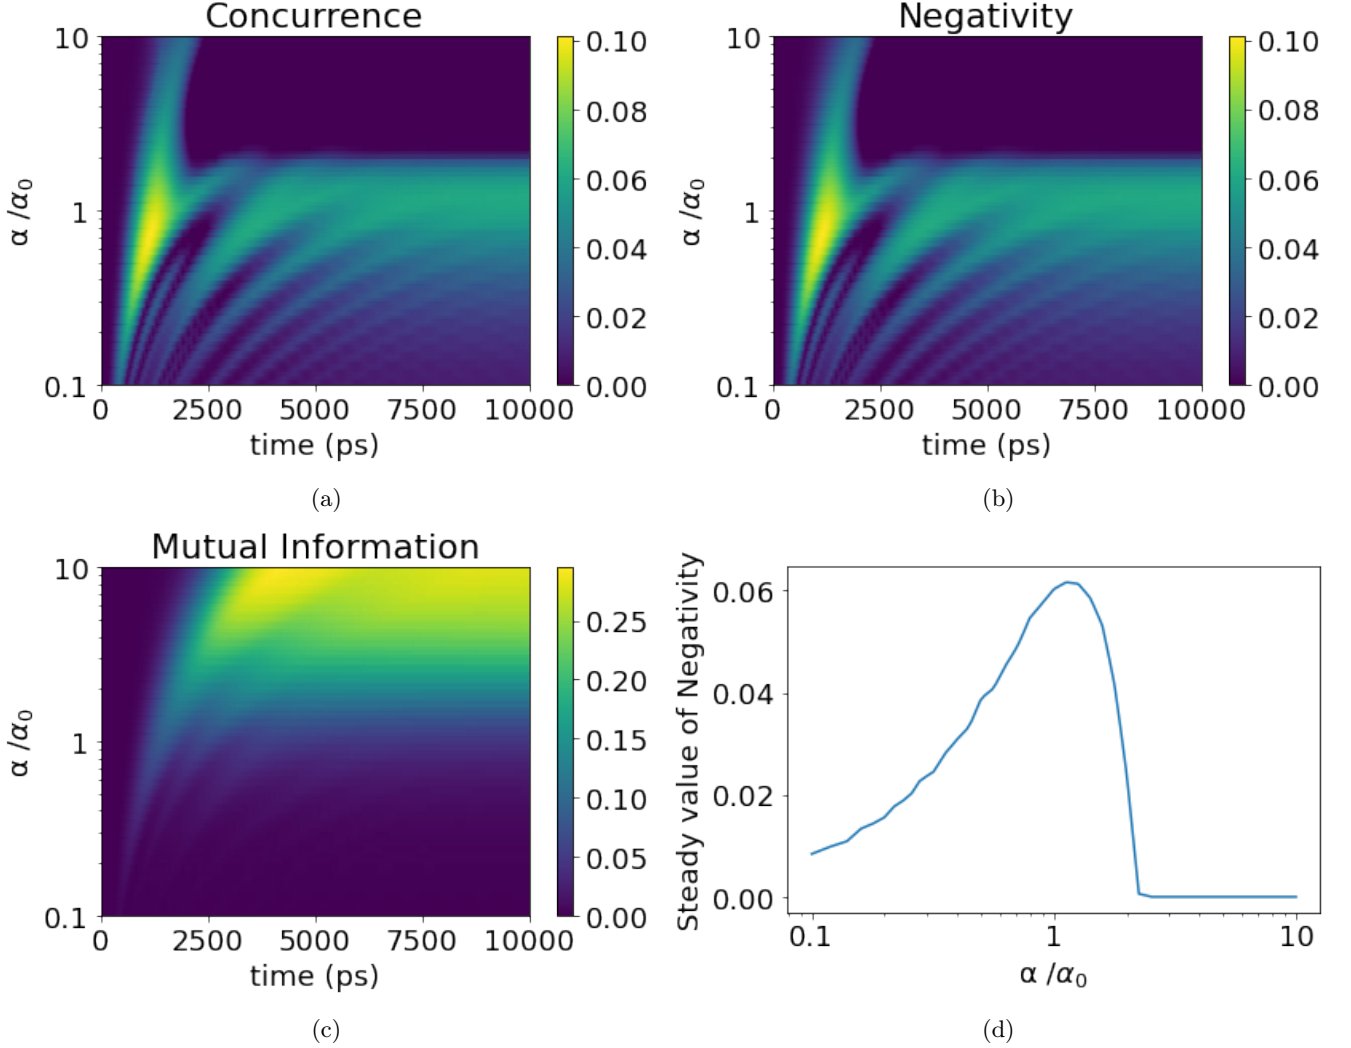 Concurrence
10
1
0.1
α /α₀
0 2500 5000 7500 10000
time (ps)
0.10
0.08
0.06
0.04
0.02
0.00
(a)
Negativity
10
1
0.1
α /α₀
0 2500 5000 7500 10000
time (ps)
0.10
0.08
0.06
0.04
0.02
0.00
(b)
Mutual Information
10
1
0.1
α /α₀
0 2500 5000 7500 10000
time (ps)
0.25
0.20
0.15
0.10
0.05
0.00
(c)
Steady value of Negativity
0.06
0.04
0.02
0.00
0.1 1 10
α /α₀
(d)